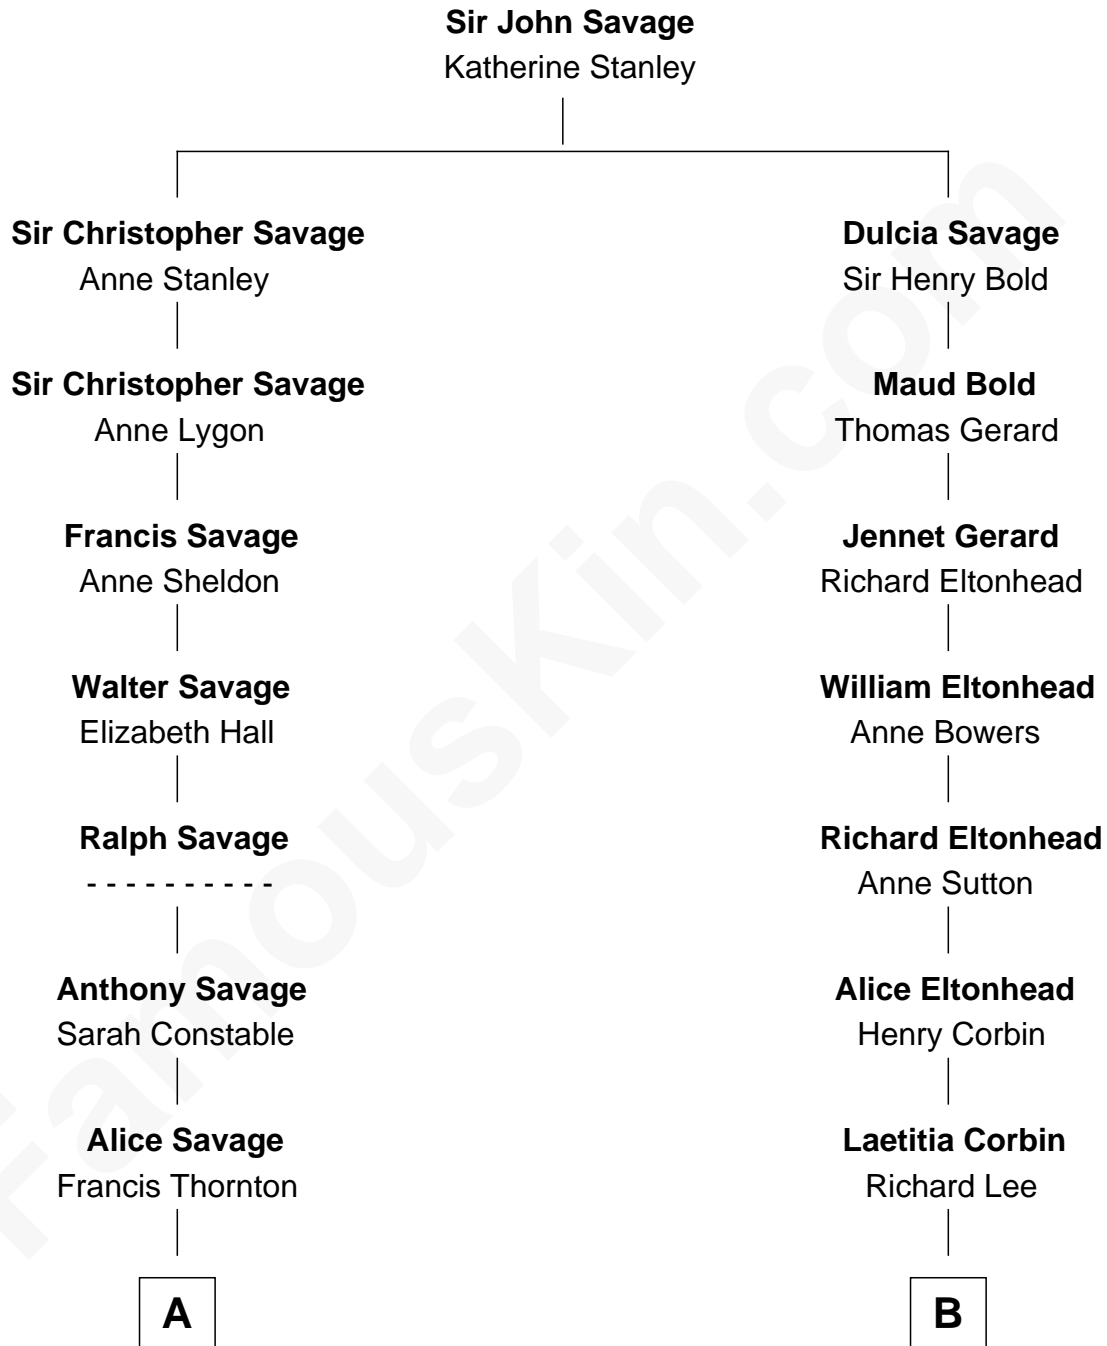 Sir John Savage
Katherine Stanley
Sir Christopher Savage
Anne Stanley
Sir Christopher Savage
Anne Lygon
Francis Savage
Anne Sheldon
Walter Savage
Elizabeth Hall
Ralph Savage
- - - - - - - - - -
Anthony Savage
Sarah Constable
Alice Savage
Francis Thornton
A
Dulcia Savage
Sir Henry Bold
Maud Bold
Thomas Gerard
Jennet Gerard
Richard Eltonhead
William Eltonhead
Anne Bowers
Richard Eltonhead
Anne Sutton
Alice Eltonhead
Henry Corbin
Laetitia Corbin
Richard Lee
B
FamousKin.com